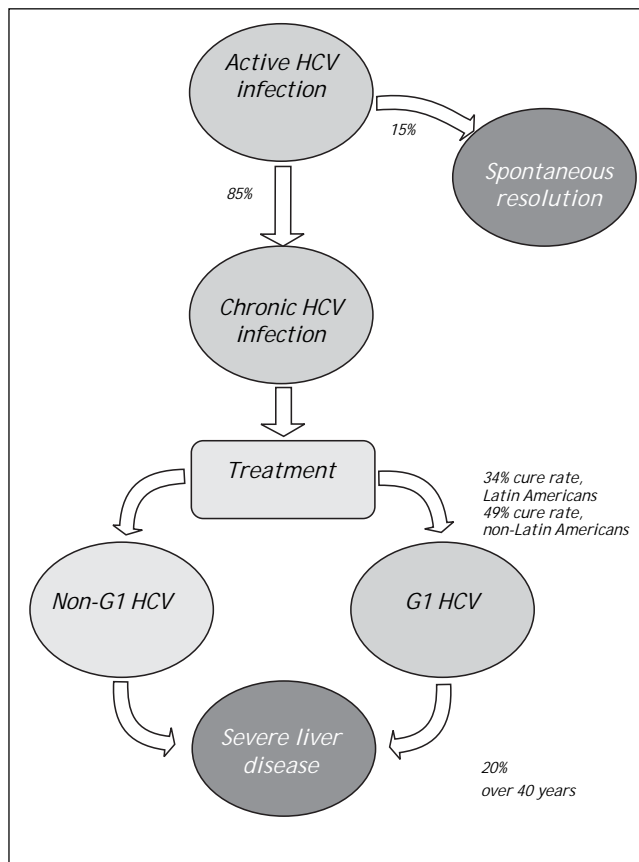 Active HCV
infection
15%
Spontaneous
resolution
85%
Chronic HCV
infection
Treatment
34% cure rate,
Latin Americans
49% cure rate,
non-Latin Americans
Non-G1 HCV
G1 HCV
Severe liver
disease
20%
over 40 years